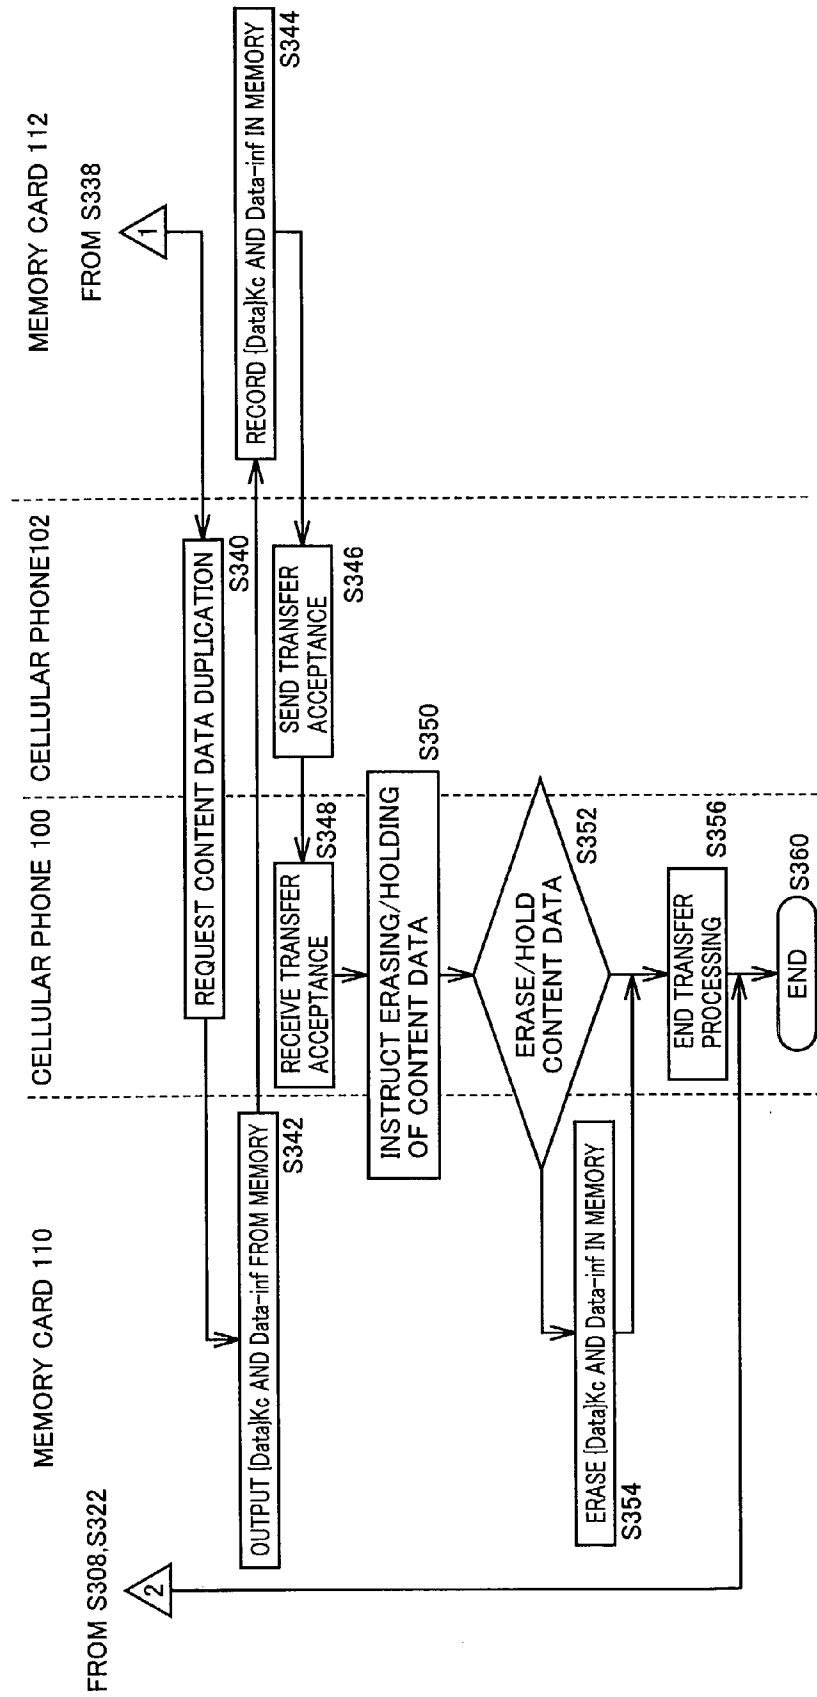 MEMORY CARD 110
CELLULAR PHONE 100
CELLULAR PHONE102
MEMORY CARD 112
FROM S308,S322
2
FROM S338
1
REQUEST CONTENT DATA DUPLICATION
S340
OUTPUT {Data}Kc AND Data-inf FROM MEMORY
S342
RECORD {Data}Kc AND Data-inf IN MEMORY
S344
SEND TRANSFER
ACCEPTANCE
S346
RECEIVE TRANSFER
ACCEPTANCE
S348
INSTRUCT ERASING/HOLDING
OF CONTENT DATA
S350
ERASE/HOLD
CONTENT DATA
S352
ERASE {Data}Kc AND Data-inf IN MEMORY
S354
END TRANSFER
PROCESSING
S356
END
S360